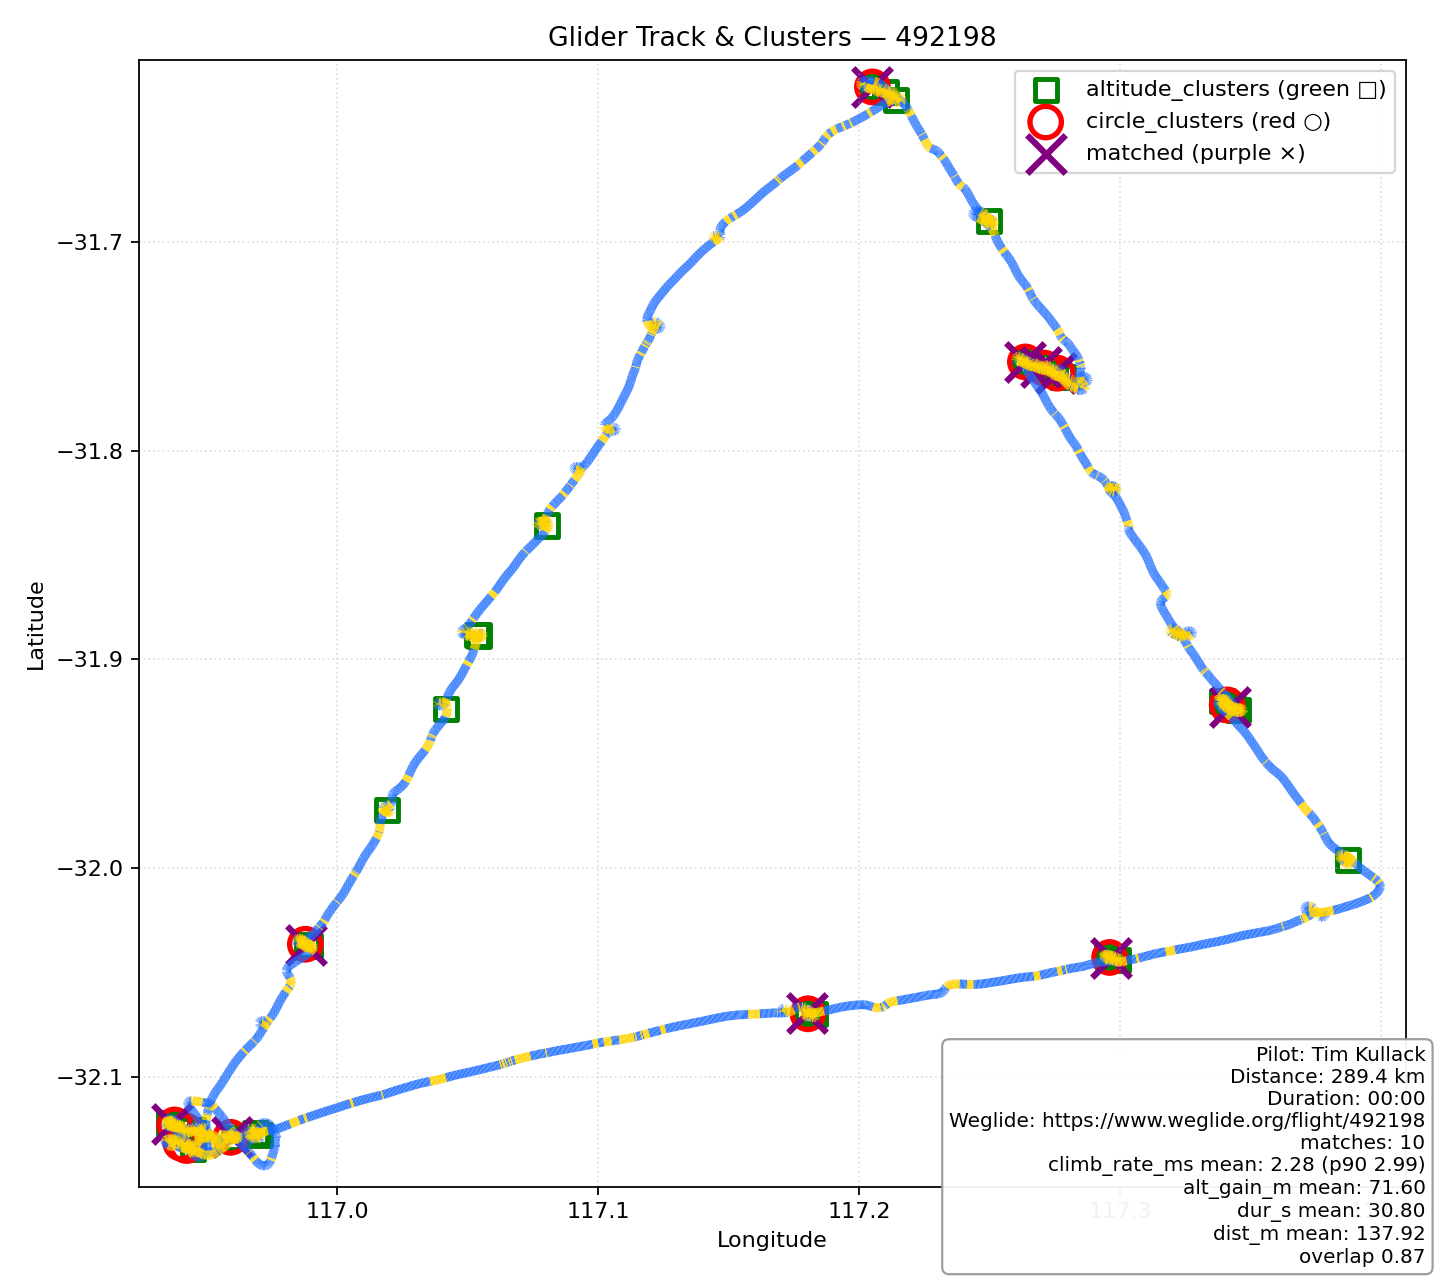 Glider Track & Clusters — 492198
altitude_clusters (green □)
circle_clusters (red ○)
matched (purple ×)
Latitude
−31.7
−31.8
−31.9
−32.0
−32.1
117.0
117.1
117.2
117.3
Longitude
Pilot: Tim Kullack
Distance: 289.4 km
Duration: 00:00
Weglide: https://www.weglide.org/flight/492198
matches: 10
climb_rate_ms mean: 2.28 (p90 2.99)
alt_gain_m mean: 71.60
dur_s mean: 30.80
dist_m mean: 137.92
overlap 0.87